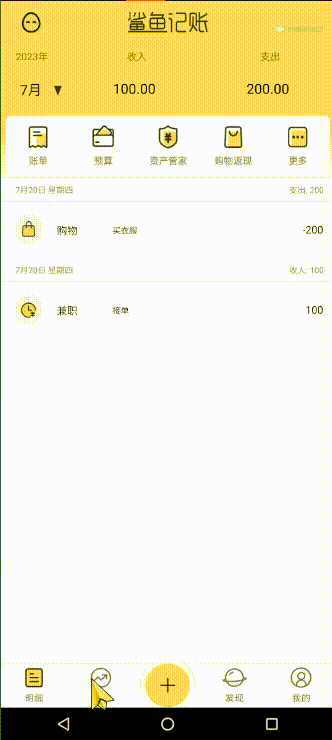 鲨鱼记账
2023年 收入 支出
7月 ▼ 100.00 200.00
账单 预算 资产管家 购物返现 更多
7月20日 星期四 支出: 200
购物 买衣服 -200
7月20日 星期四 收入: 100
兼职 接单 100
明细 发现 我的